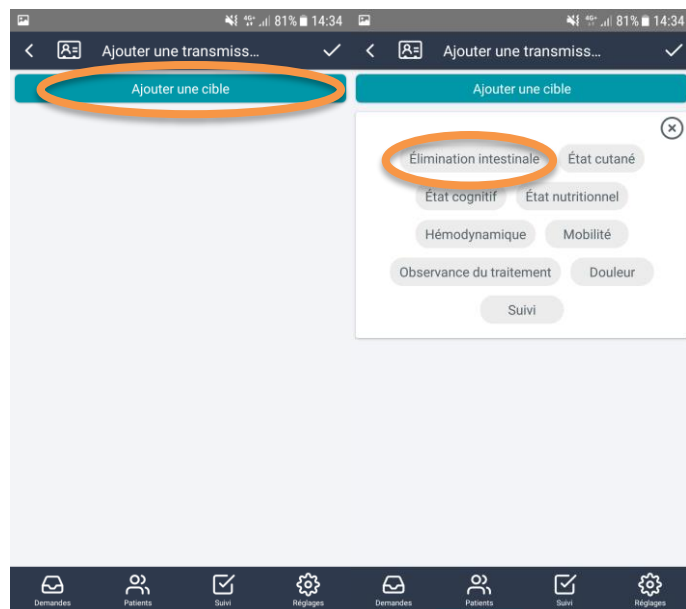 81% 14:34
Ajouter une transmiss...
Ajouter une cible
Demandes Patients Suivi Réglages
81% 14:34
Ajouter une transmiss...
Ajouter une cible
Élimination intestinale État cutané
État cognitif État nutritionnel
Hémodynamique Mobilité
Observance du traitement Douleur
Suivi
Demandes Patients Suivi Réglages